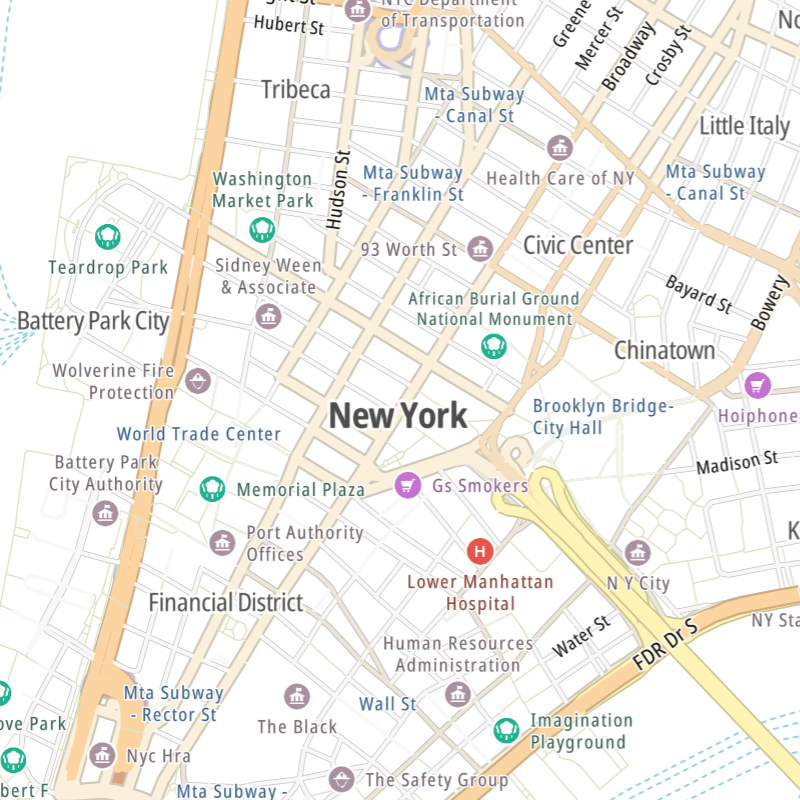 NYC Department
of Transportation
Hubert St
Greene
Mercer St
Broadway
Crosby St
Tribeca
Mta Subway
- Canal St
Little Italy
Health Care of NY
Mta Subway
- Canal St
Washington
Market Park
Hudson St
Mta Subway
- Franklin St
Teardrop Park
93 Worth St
Civic Center
Sidney Ween
& Associate
African Burial Ground
National Monument
Bayard St
Bowery
Battery Park City
Chinatown
Wolverine Fire
Protection
New York
Brooklyn Bridge-
City Hall
Hoiphone
World Trade Center
Battery Park
City Authority
Memorial Plaza
Gs Smokers
Madison St
Port Authority
Offices
H
Lower Manhattan
Hospital
N Y City
K
Financial District
Water St
FDR Dr S
NY Sta
Human Resources
Administration
Mta Subway
- Rector St
Wall St
The Black
Imagination
Playground
ove Park
Nyc Hra
bert F
Mta Subway -
The Safety Group